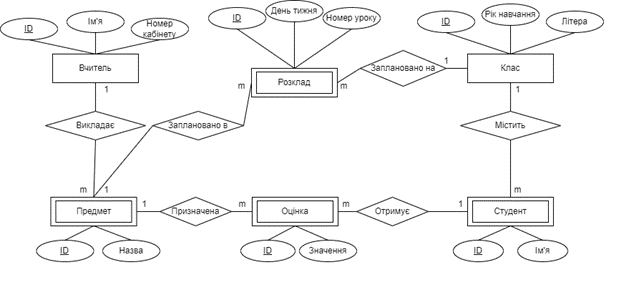 ID
Ім'я
Номер
кабінету
ID
День тижня
Номер уроку
ID
Рік навчання
Літера
Вчитель
Розклад
Заплановано на
Клас
1
m
m
1
1
1
Викладає
Заплановано в
Містить
m
1
m
Предмет
1
Призначена
m
Оцінка
m
Отримує
1
Студент
ID
Назва
ID
Значення
ID
Ім'я